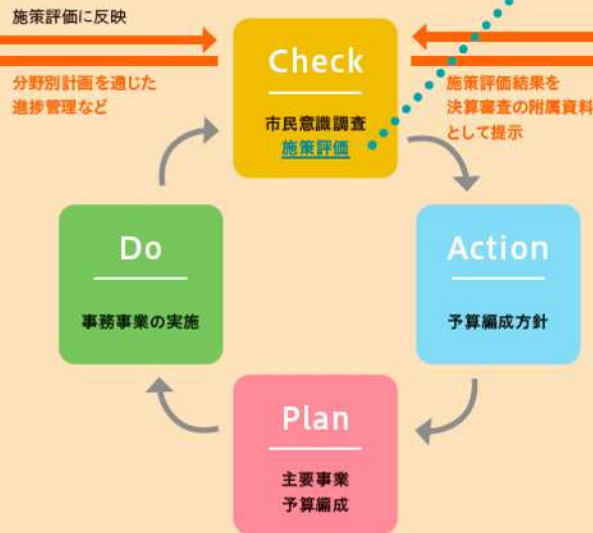 施策評価に反映
分野別計画を通じた
進捗管理など
Check
市民意識調査
施策評価
施策評価結果を
決算審査の附属資料
として提示
Do
事務事業の実施
Action
予算編成方針
Plan
主要事業
予算編成